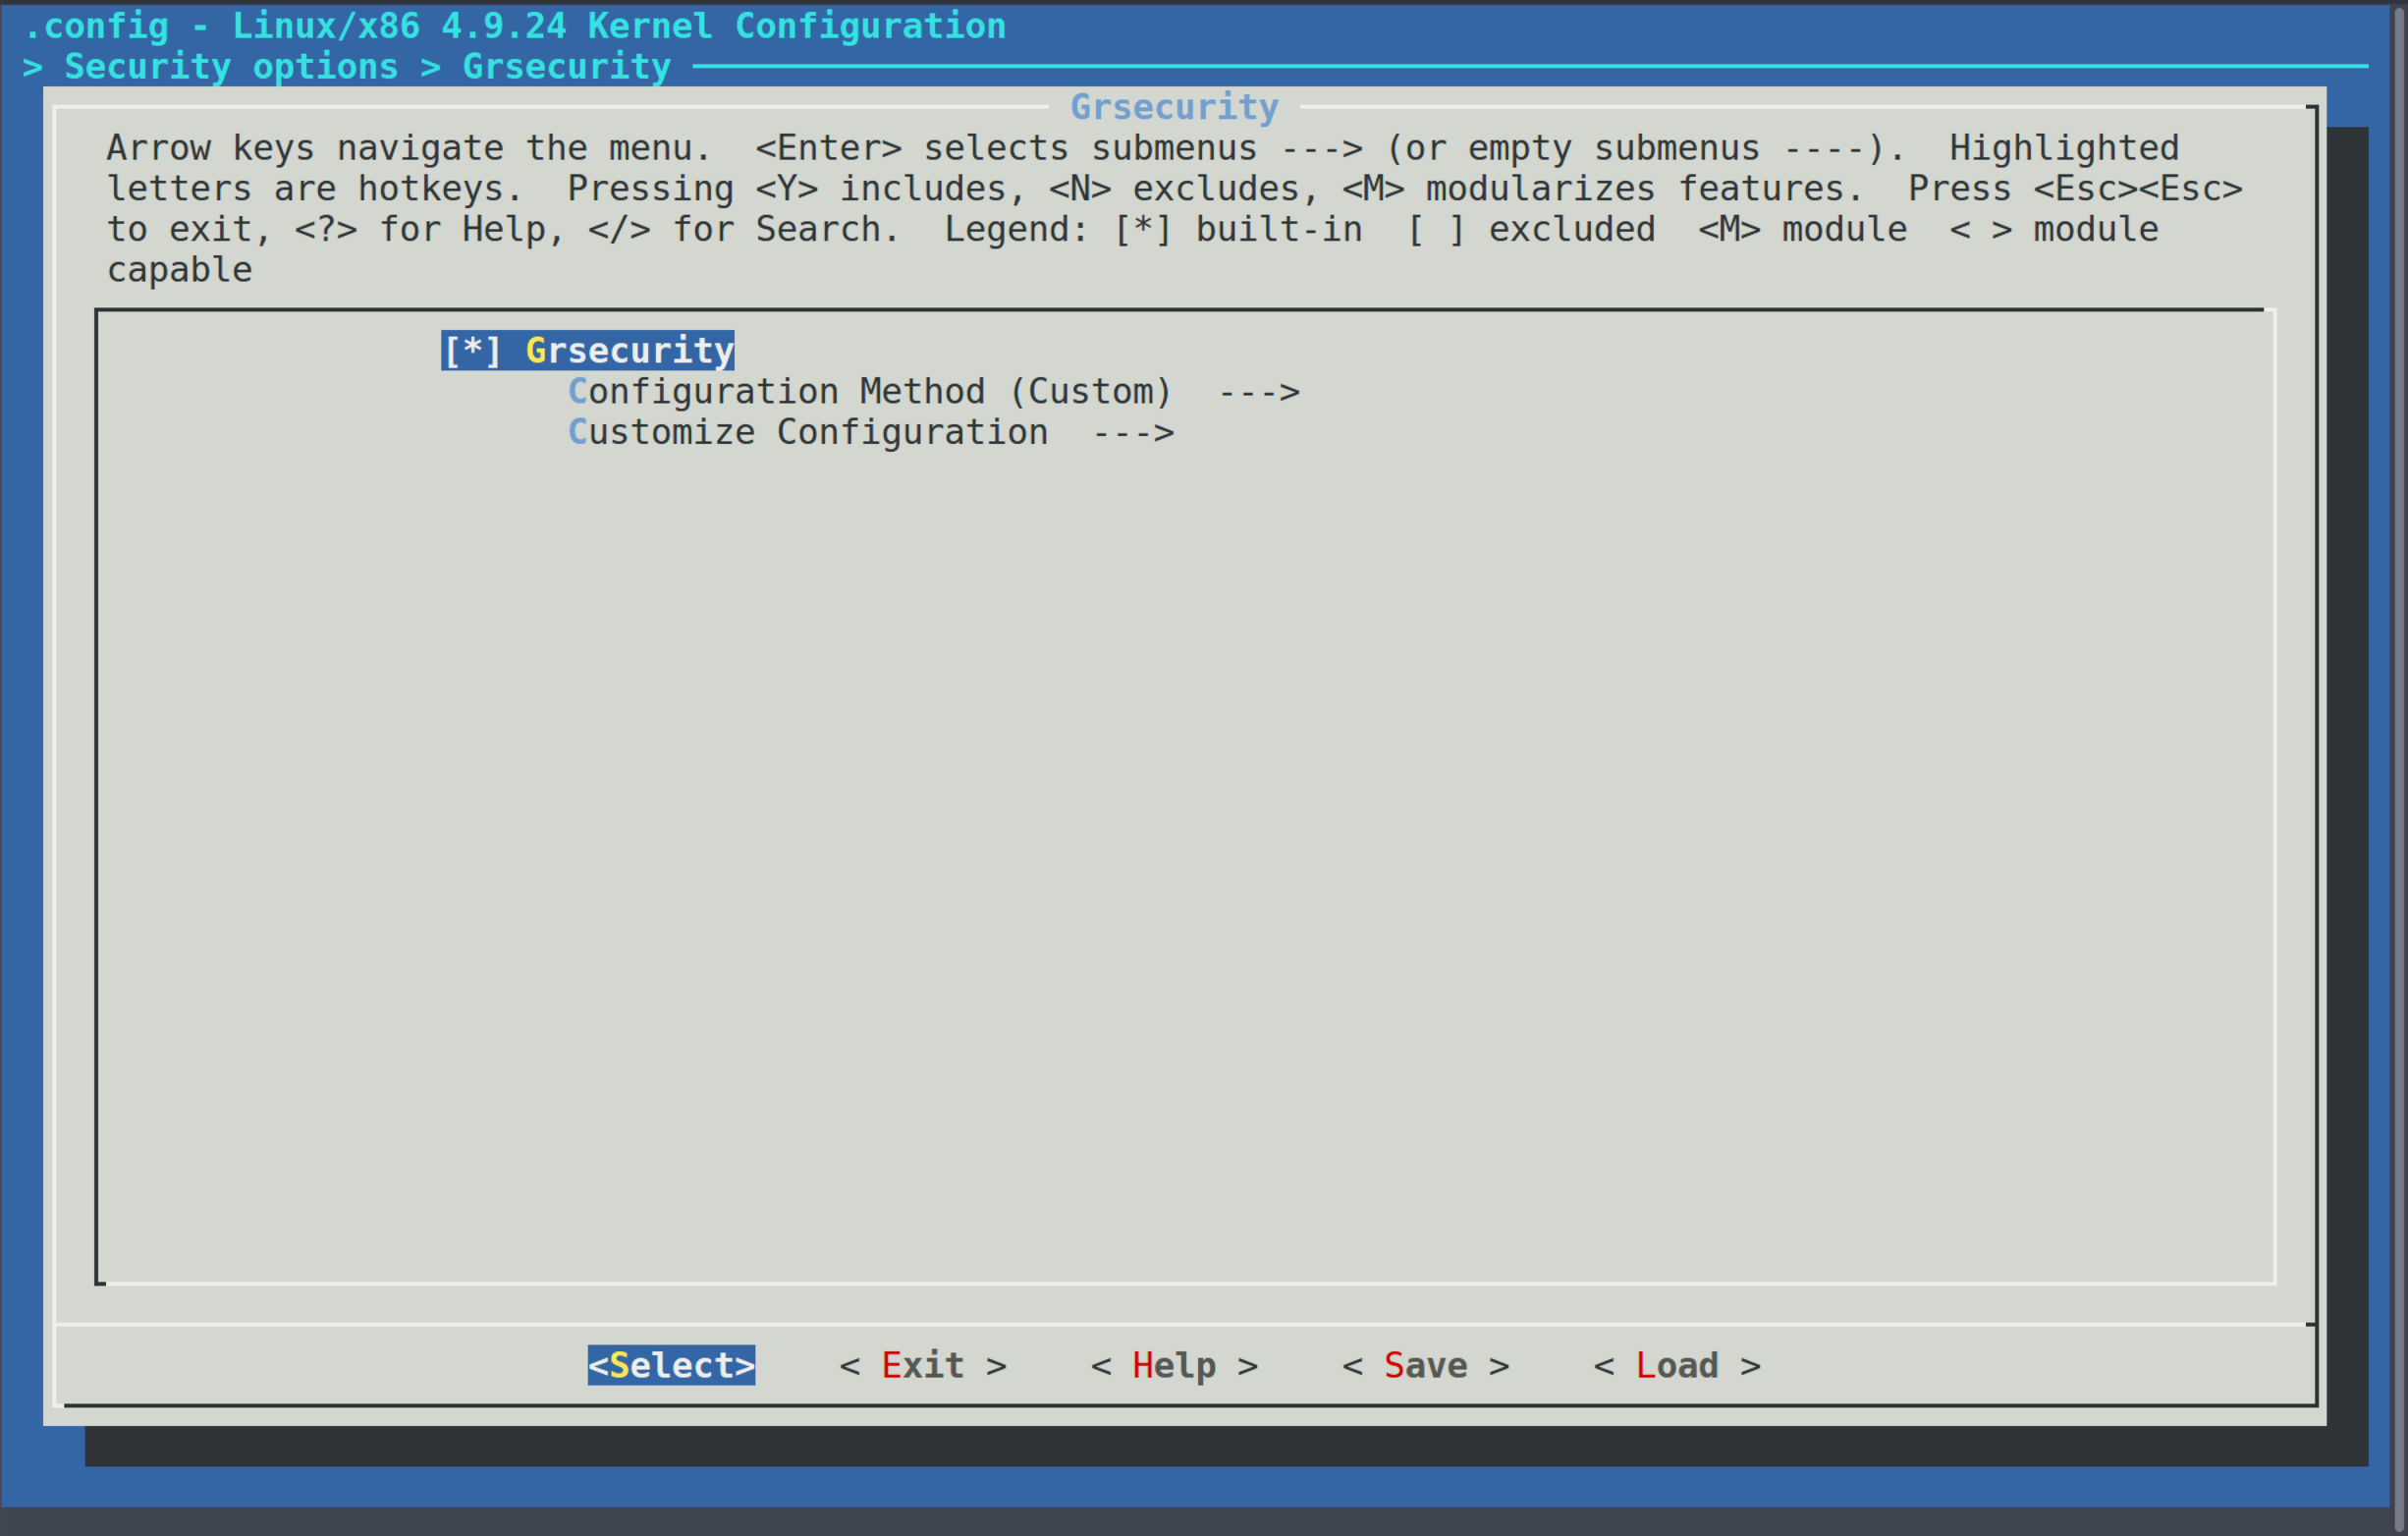 .config - Linux/x86 4.9.24 Kernel Configuration
> Security options > Grsecurity
Grsecurity
Arrow keys navigate the menu.  <Enter> selects submenus ---> (or empty submenus ----).  Highlighted
letters are hotkeys.  Pressing <Y> includes, <N> excludes, <M> modularizes features.  Press <Esc><Esc>
to exit, <?> for Help, </> for Search.  Legend: [*] built-in  [ ] excluded  <M> module  < > module
capable
[*] Grsecurity
Configuration Method (Custom)  --->
Customize Configuration  --->
<Select>    < Exit >    < Help >    < Save >    < Load >